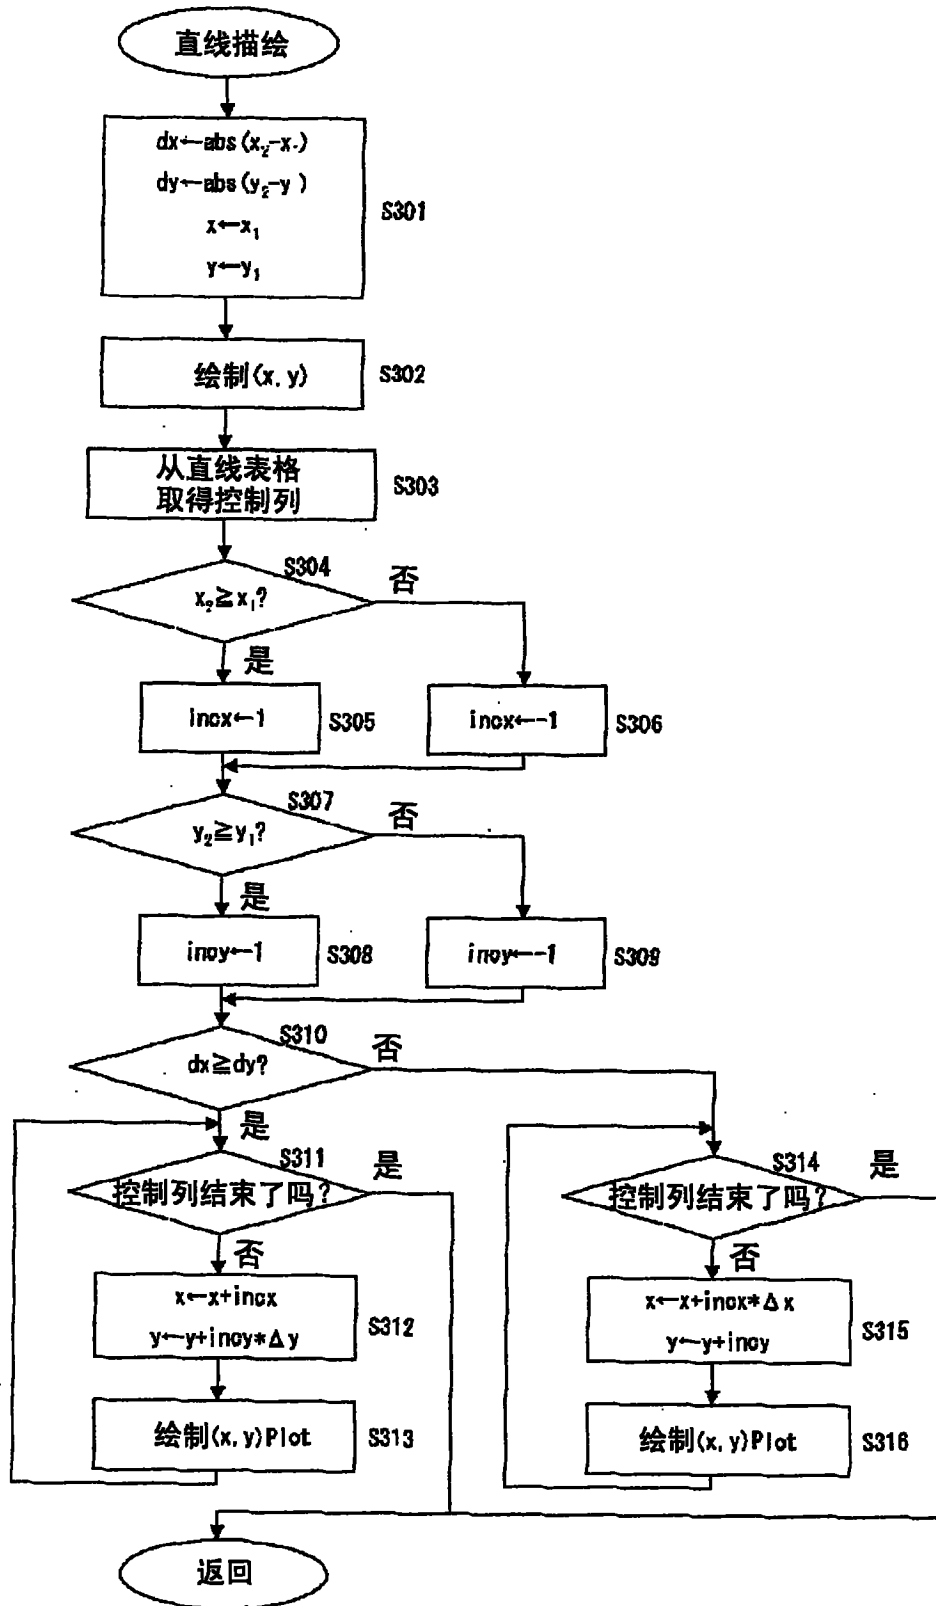 直线描绘
dx←abs(x₂-x.)
dy←abs(y₂-y )
x←x₁
y←y₁
S301
绘制(x, y)
S302
从直线表格
取得控制列
S303
S304
x₂≧x₁?
否
是
incx←1
S305
incx←-1
S306
S307
y₂≧y₁?
否
是
incy←1
S308
incy←-1
S309
S310
dx≧dy?
否
是
S311
控制列结束了吗?
是
否
x←x+incx
y←y+incy*Δy
S312
绘制(x, y)Plot
S313
S314
控制列结束了吗?
是
否
x←x+incx*Δx
y←y+incy
S315
绘制(x, y)Plot
S316
返回